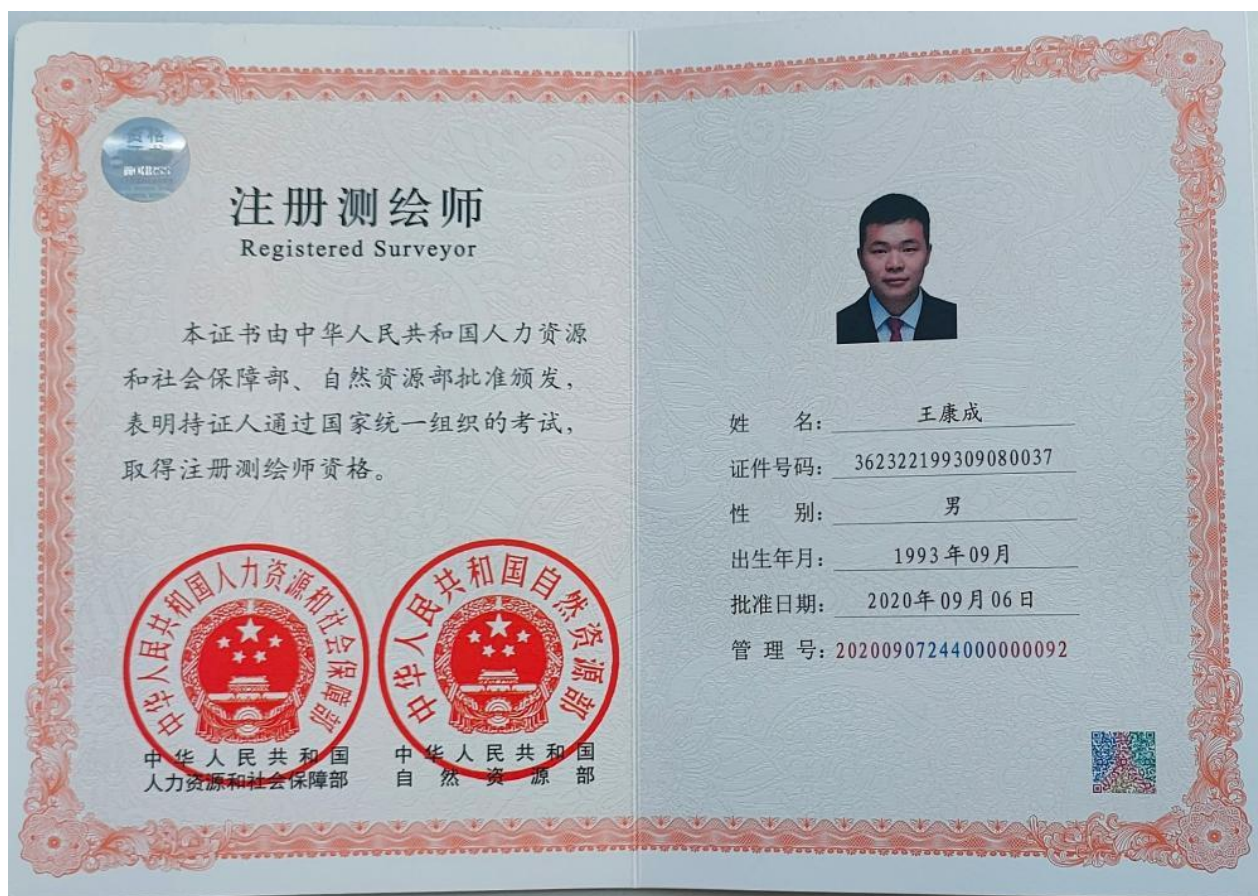 资格
注册测绘师
Registered Surveyor
本证书由中华人民共和国人力资源
和社会保障部、自然资源部批准颁发，
表明持证人通过国家统一组织的考试，
取得注册测绘师资格。
中华人民共和国人力资源和社会保障部
中华人民共和国
人力资源和社会保障部
中华人民共和国自然资源部
中华人民共和国
自然资源部
姓 名：王康成
证件号码：362322199309080037
性 别：男
出生年月：1993年09月
批准日期：2020年09月06日
管 理 号：20200907244000000092